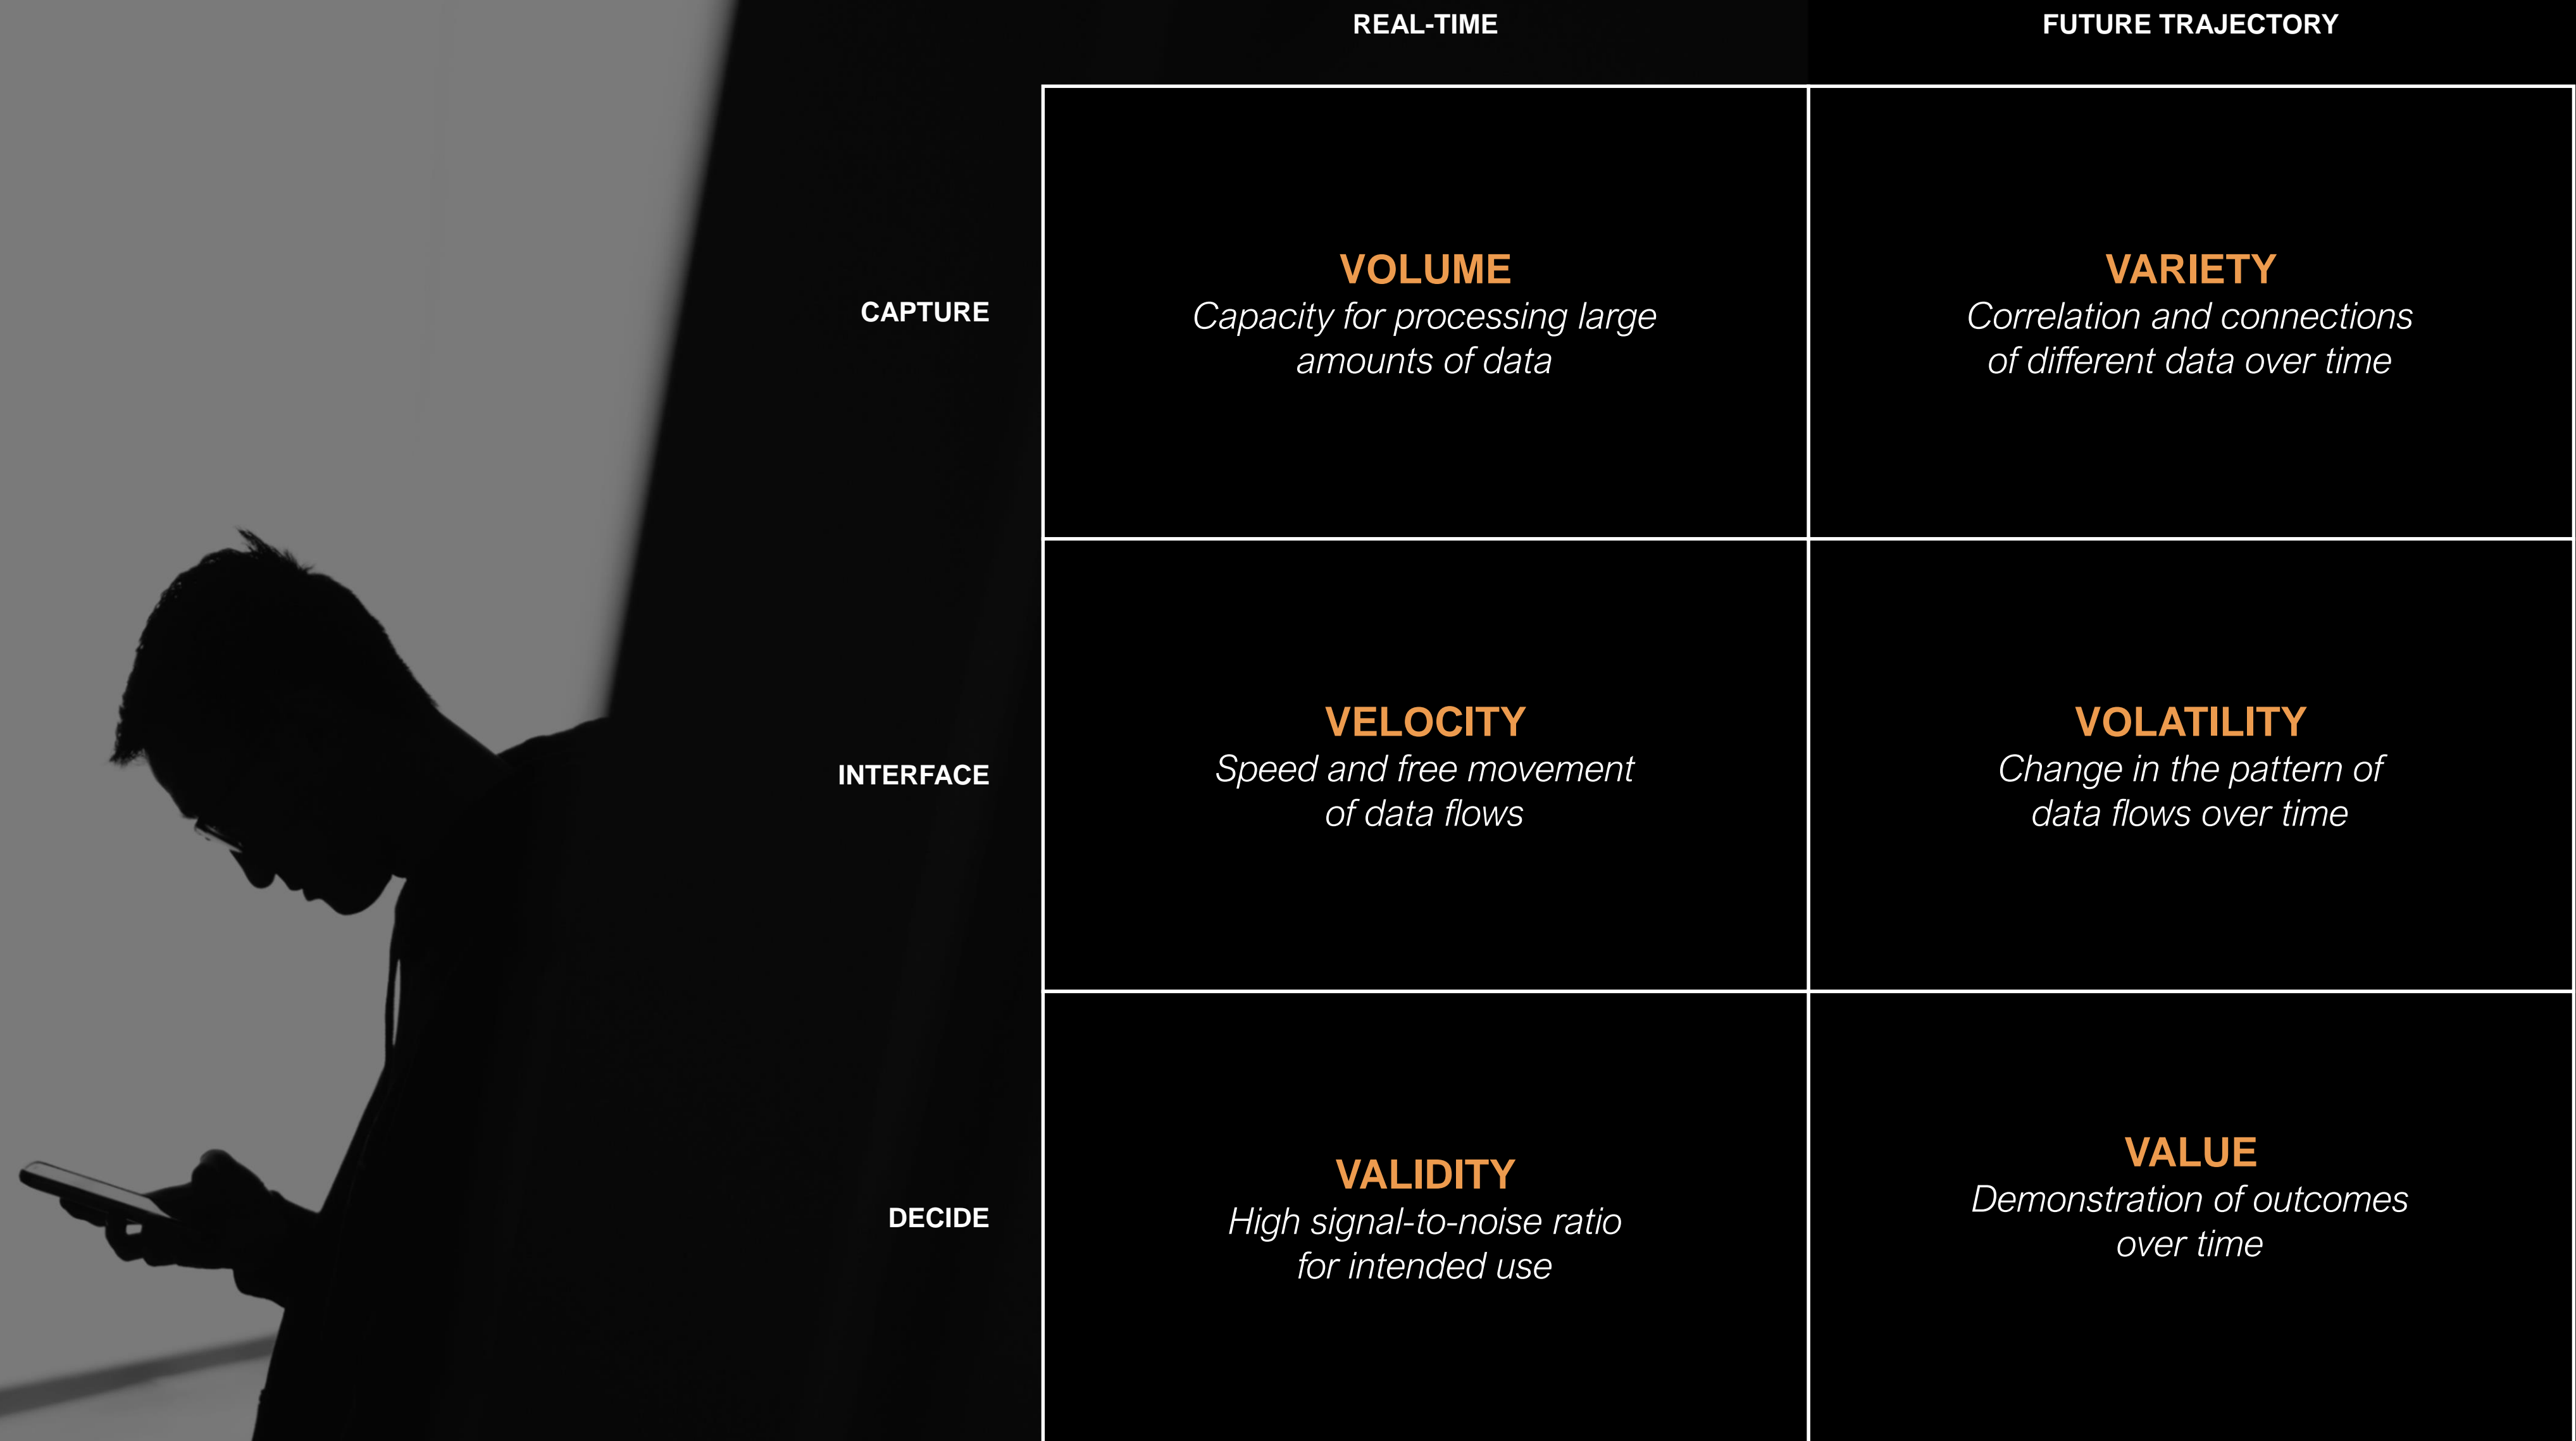 REAL-TIME
FUTURE TRAJECTORY
CAPTURE
VOLUME
Capacity for processing large
amounts of data
VARIETY
Correlation and connections
of different data over time
INTERFACE
VELOCITY
Speed and free movement
of data flows
VOLATILITY
Change in the pattern of
data flows over time
DECIDE
VALIDITY
High signal-to-noise ratio
for intended use
VALUE
Demonstration of outcomes
over time